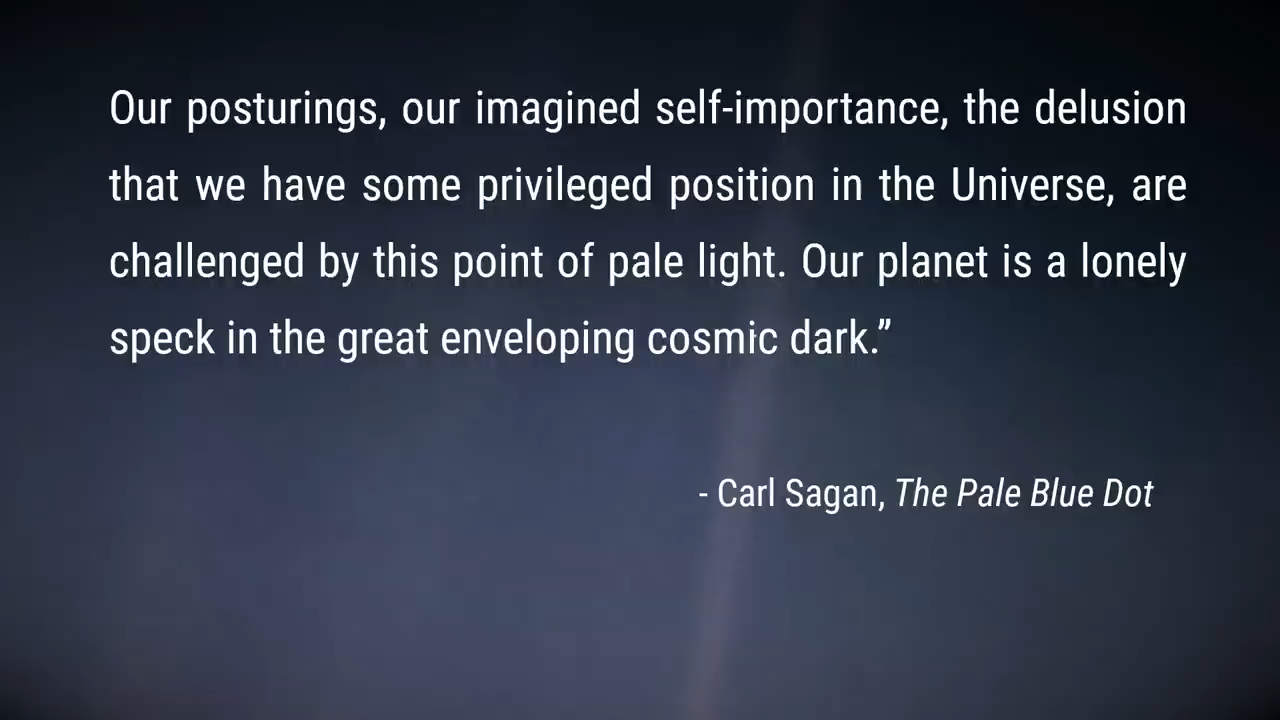 Our posturings, our imagined self-importance, the delusion
that we have some privileged position in the Universe, are
challenged by this point of pale light. Our planet is a lonely
speck in the great enveloping cosmic dark.”
- Carl Sagan, The Pale Blue Dot